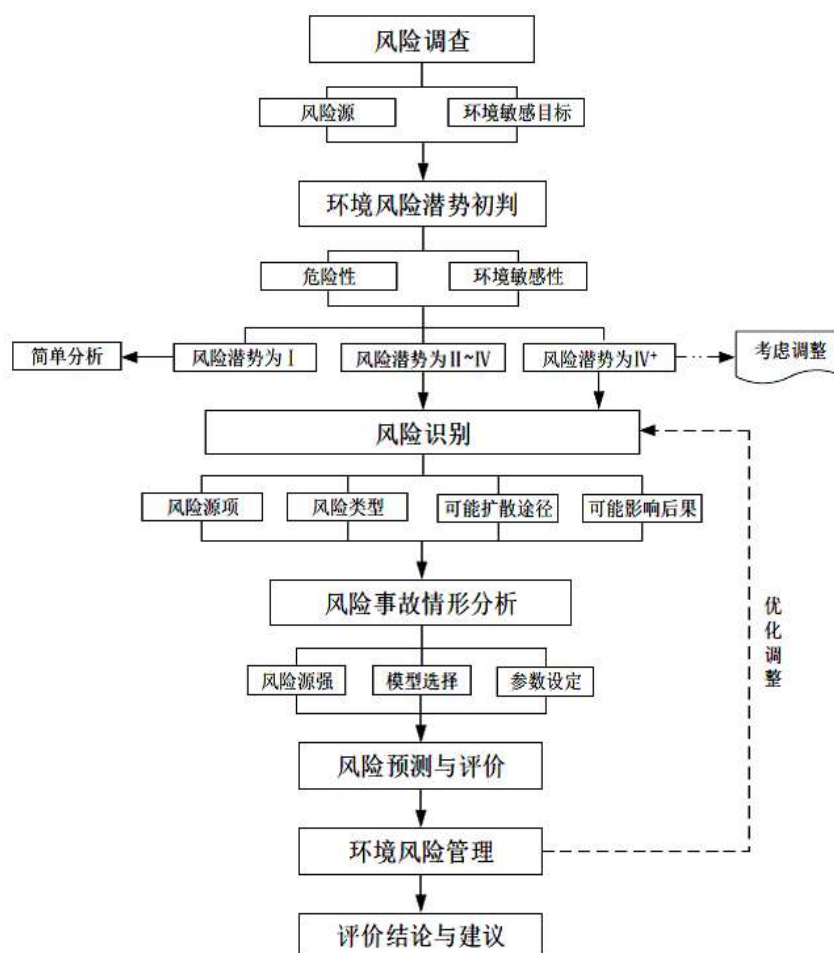 风险调查
风险源
环境敏感目标
环境风险潜势初判
危险性
环境敏感性
简单分析
风险潜势为Ⅰ
风险潜势为Ⅱ~Ⅳ
风险潜势为Ⅳ⁺
考虑调整
风险识别
风险源项
风险类型
可能扩散途径
可能影响后果
风险事故情形分析
风险源强
模型选择
参数设定
优化调整
风险预测与评价
环境风险管理
评价结论与建议